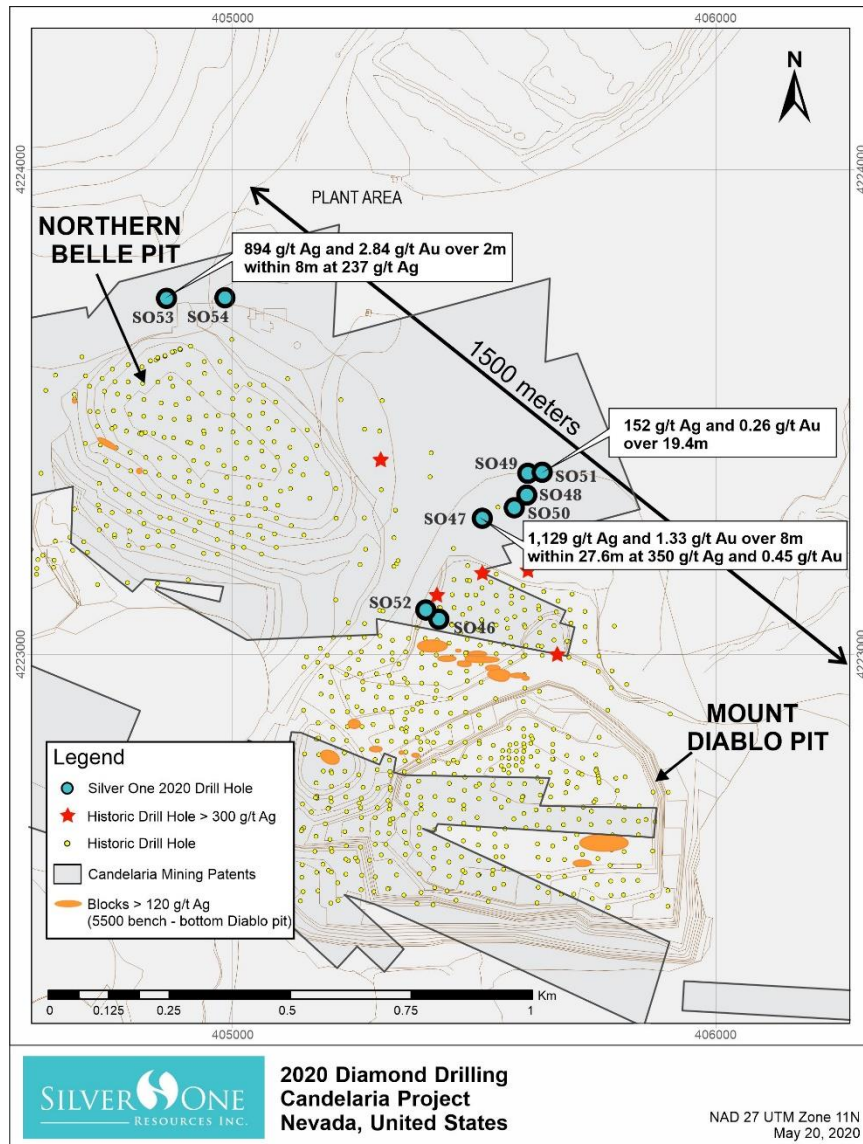 405000
406000
N
4224000
4224000
PLANT AREA
NORTHERN
BELLE PIT
894 g/t Ag and 2.84 g/t Au over 2m
within 8m at 237 g/t Ag
SO53
SO54
1500 meters
152 g/t Ag and 0.26 g/t Au
over 19.4m
SO49
SO51
SO48
SO50
SO47
1,129 g/t Ag and 1.33 g/t Au over 8m
within 27.6m at 350 g/t Ag and 0.45 g/t Au
SO52
SO46
4223000
4223000
MOUNT
DIABLO PIT
Legend
Silver One 2020 Drill Hole
Historic Drill Hole > 300 g/t Ag
Historic Drill Hole
Candelaria Mining Patents
Blocks > 120 g/t Ag
(5500 bench - bottom Diablo pit)
Km
0 0.125 0.25 0.5 0.75 1
405000
406000
SILVER ONE
RESOURCES INC.
2020 Diamond Drilling
Candelaria Project
Nevada, United States
NAD 27 UTM Zone 11N
May 20, 2020